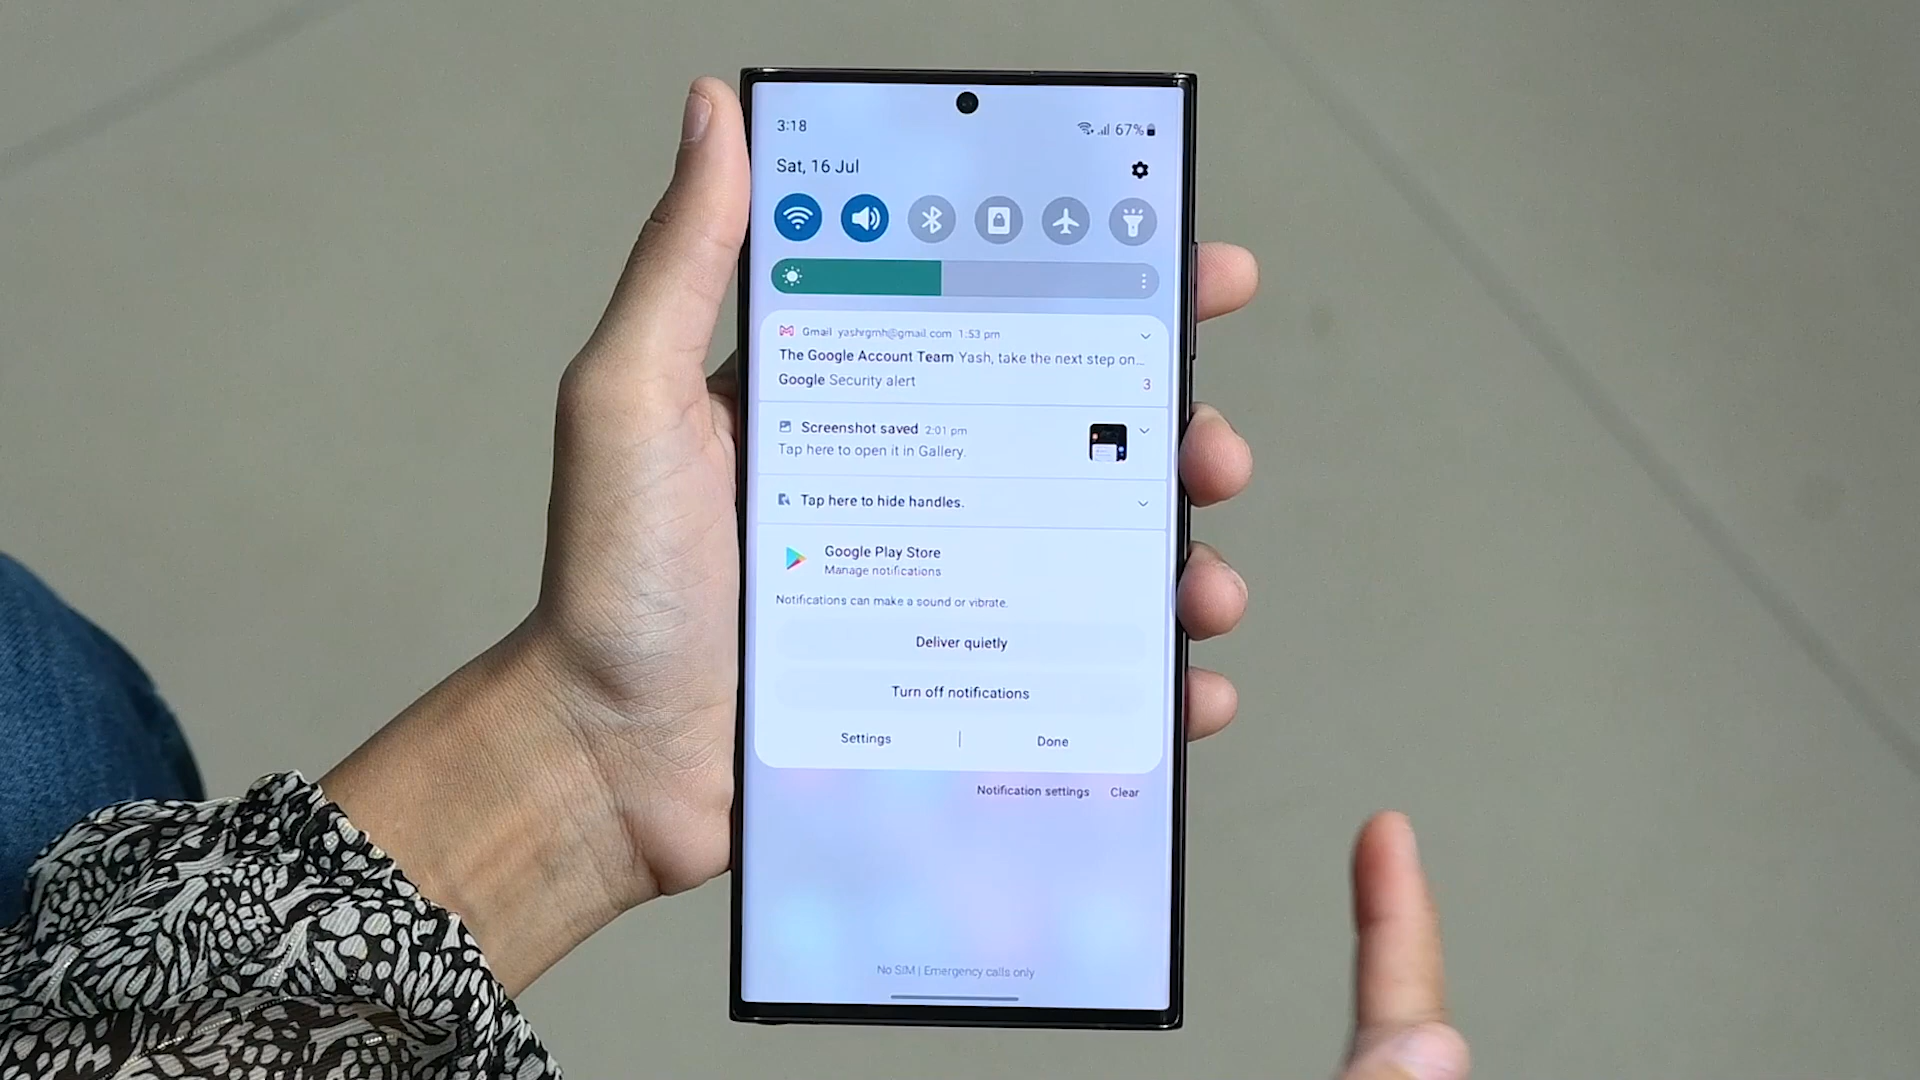 3:18
67%
Sat, 16 Jul
Gmail yashrgmh@gmail.com 1:53 pm
The Google Account Team Yash, take the next step on...
Google Security alert
3
Screenshot saved 2:01 pm
Tap here to open it in Gallery.
Tap here to hide handles.
Google Play Store
Manage notifications
Notifications can make a sound or vibrate.
Deliver quietly
Turn off notifications
Settings | Done
Notification settings Clear
No SIM | Emergency calls only